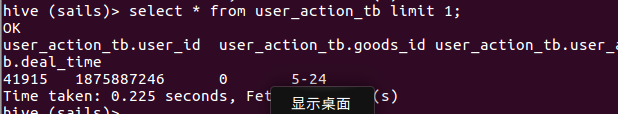 hive (sails)> select * from user_action_tb limit 1;
OK
user_action_tb.user_id user_action_tb.goods_id user_action_tb.user_a
b.deal_time
41915 1875887246 0 5-24
Time taken: 0.225 seconds, Fet (s)
显示桌面
hive (sails)>